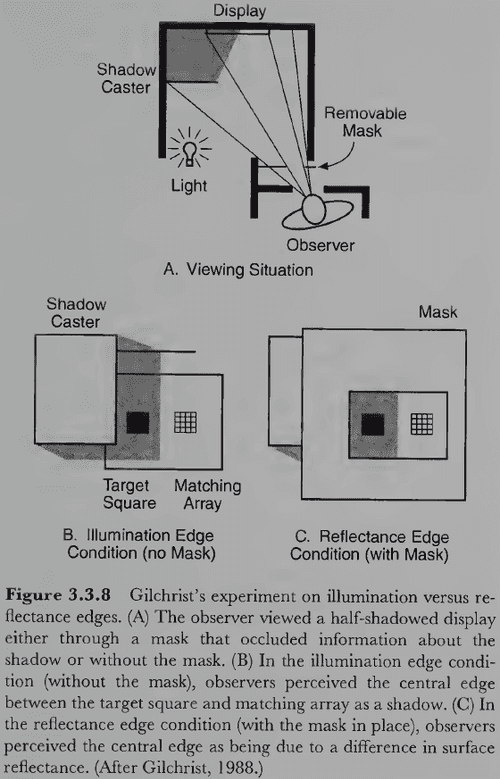 Display
Shadow
Caster
Removable
Mask
Light
Observer
A. Viewing Situation
Shadow
Caster
Mask
Target
Square
Matching
Array
B. Illumination Edge
Condition (no Mask)
C. Reflectance Edge
Condition (with Mask)
Figure 3.3.8 Gilchrist's experiment on illumination versus re-
flectance edges. (A) The observer viewed a half-shadowed display
either through a mask that occluded information about the
shadow or without the mask. (B) In the illumination edge condi-
tion (without the mask), observers perceived the central edge
between the target square and matching array as a shadow. (C) In
the reflectance edge condition (with the mask in place), observers
perceived the central edge as being due to a difference in surface
reflectance. (After Gilchrist, 1988.)